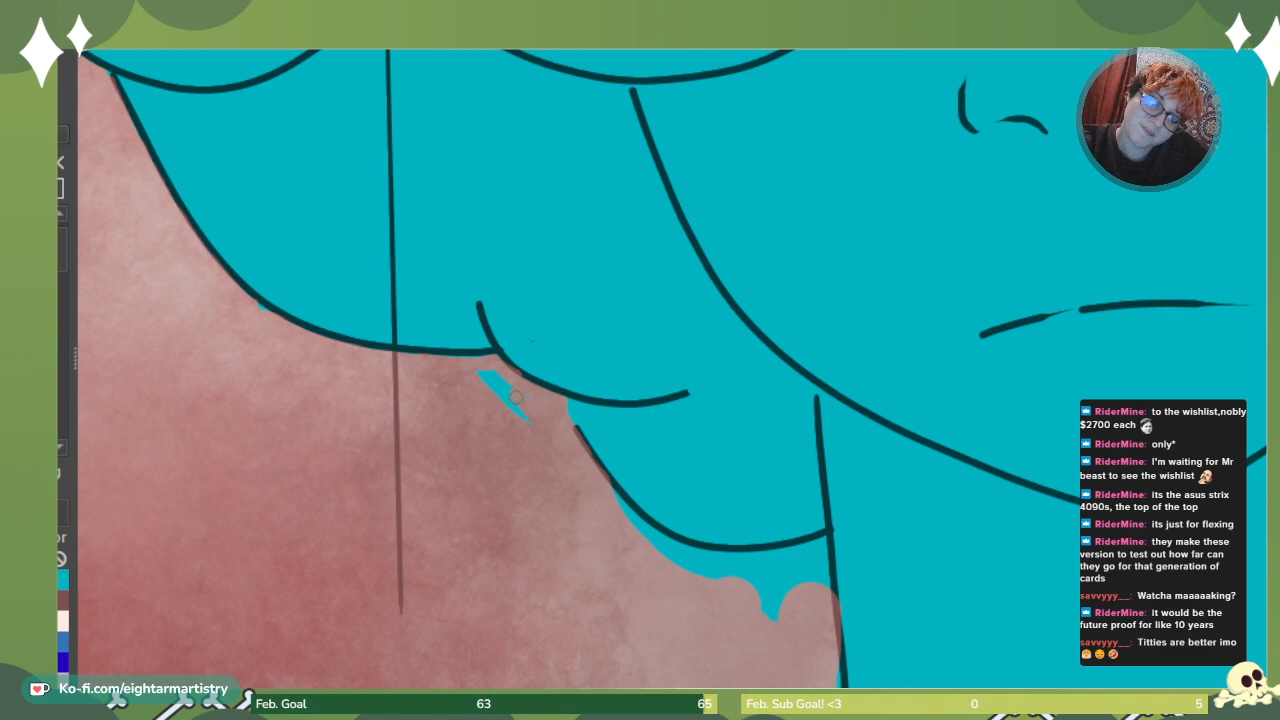 RiderMine: to the wishlist,nobly
$2700 each
RiderMine: only*
RiderMine: I'm waiting for Mr
beast to see the wishlist
RiderMine: its the asus strix
4090s, the top of the top
RiderMine: its just for flexing
RiderMine: they make these
version to test out how far can
they go for that generation of
cards
savvyyy__: Watcha maaaaaking?
RiderMine: It would be the
future proof for like 10 years
savvyyy__: Titties are better imo
Ko-fi.com/eightarmartistry
Feb. Goal 63 65 Feb. Sub Goal! <3 0 5